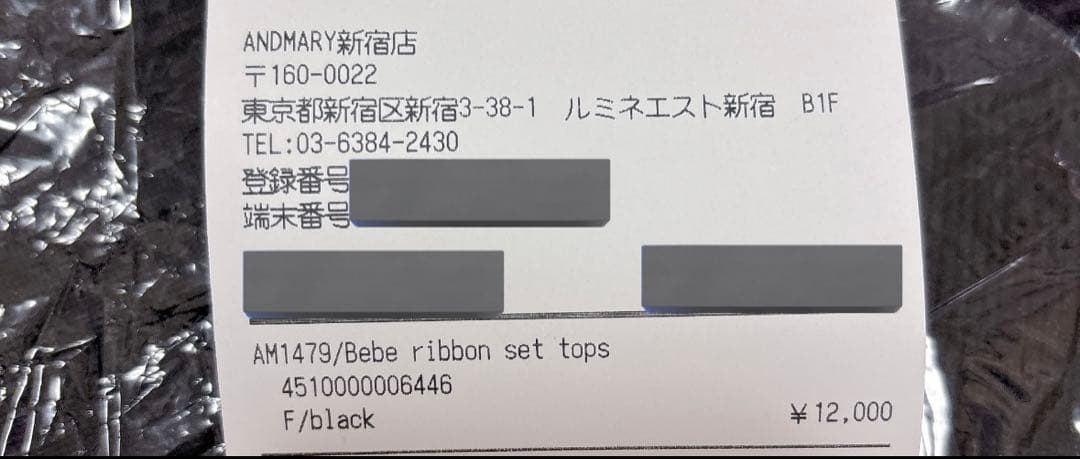 ANDMARY新宿店
〒160-0022
東京都新宿区新宿3-38-1 ルミネエスト新宿 B1F
TEL:03-6384-2430
登録番号
端末番号
AM1479/Bebe ribbon set tops
4510000006446
F/black ¥12,000